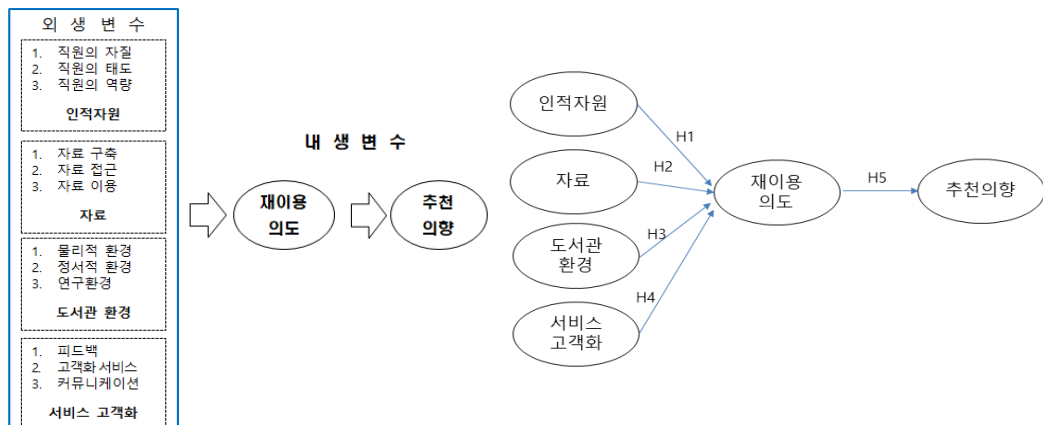 외 생 변 수
1. 직원의 자질
2. 직원의 태도
3. 직원의 역량
인적자원
1. 자료 구축
2. 자료 접근
3. 자료 이용
자료
1. 물리적 환경
2. 정서적 환경
3. 연구환경
도서관 환경
1. 피드백
2. 고객화 서비스
3. 커뮤니케이션
서비스 고객화
내 생 변 수
재이용
의도
추천
의향
인적자원
자료
도서관
환경
서비스
고객화
H1
H2
H3
H4
재이용
의도
H5
추천의향